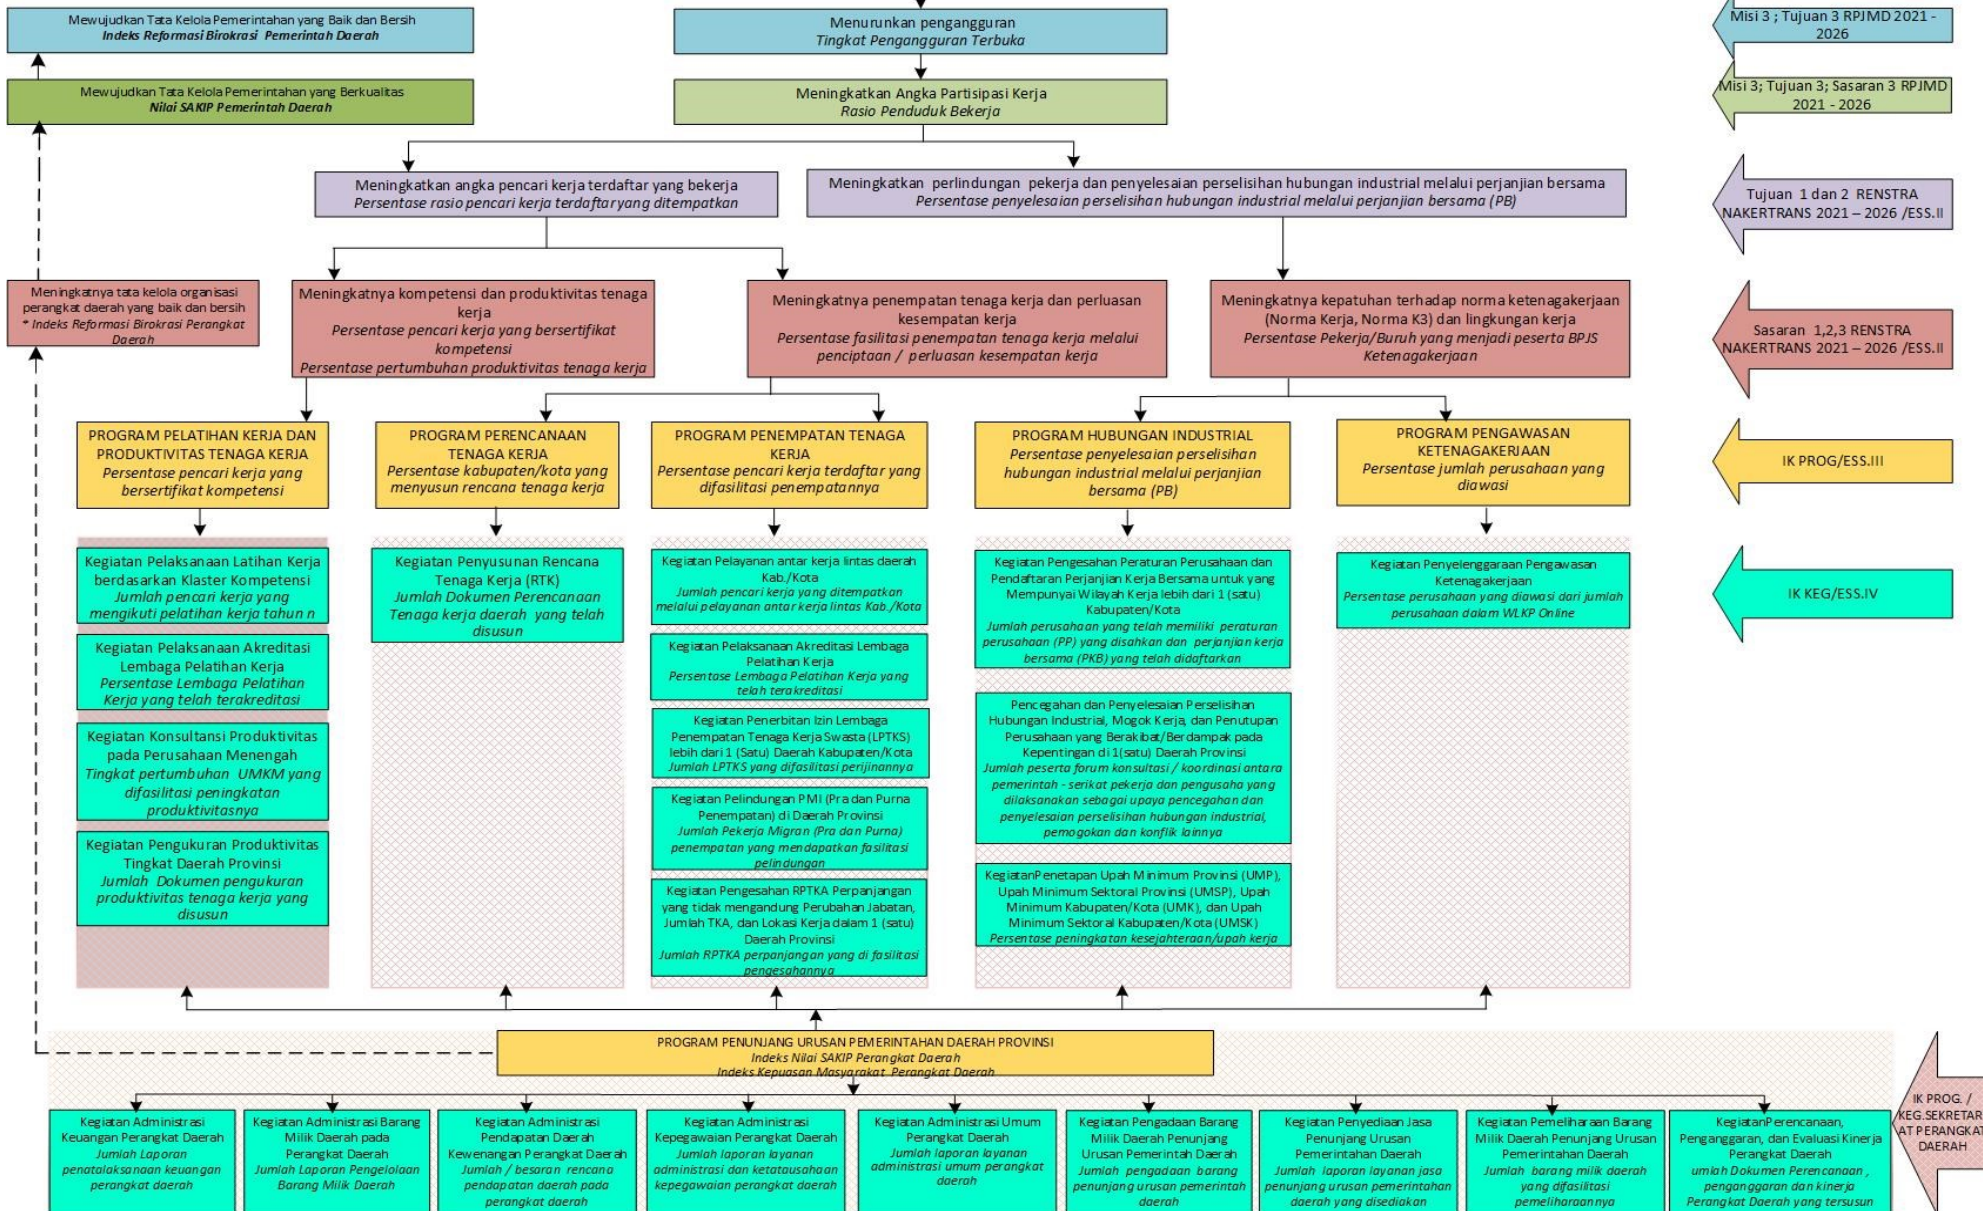 Mewujudkan Tata Kelola Pemerintahan yang Baik dan Bersih
Indeks Reformasi Birokrasi Pemerintah Daerah
Menurunkan pengangguran
Tingkat Pengangguran Terbuka
Misi 3 ; Tujuan 3 RPJMD 2021 -
2026
Mewujudkan Tata Kelola Pemerintahan yang Berkualitas
Nilai SAKIP Pemerintah Daerah
Meningkatkan Angka Partisipasi Kerja
Rasio Penduduk Bekerja
Misi 3; Tujuan 3; Sasaran 3 RPJMD
2021 - 2026
Meningkatkan angka pencari kerja terdaftar yang bekerja
Persentase rasio pencari kerja terdaftar yang ditempatkan
Meningkatkan perlindungan pekerja dan penyelesaian perselisihan hubungan industrial melalui perjanjian bersama
Persentase penyelesaian perselisihan hubungan industrial melalui perjanjian bersama (PB)
Tujuan 1 dan 2 RENSTRA
NAKERTRANS 2021 – 2026 /ESS.II
Meningkatnya tata kelola organisasi
perangkat daerah yang baik dan bersih
* Indeks Reformasi Birokrasi Perangkat
Daerah
Meningkatnya kompetensi dan produktivitas tenaga
kerja
Persentase pencari kerja yang bersertifikat
kompetensi
Persentase pertumbuhan produktivitas tenaga kerja
Meningkatnya penempatan tenaga kerja dan perluasan
kesempatan kerja
Persentase fasilitasi penempatan tenaga kerja melalui
penciptaan / perluasan kesempatan kerja
Meningkatnya kepatuhan terhadap norma ketenagakerjaan
(Norma Kerja, Norma K3) dan lingkungan kerja
Persentase Pekerja/Buruh yang menjadi peserta BPJS
Ketenagakerjaan
Sasaran 1,2,3 RENSTRA
NAKERTRANS 2021 – 2026 /ESS.II
PROGRAM PELATIHAN KERJA DAN
PRODUKTIVITAS TENAGA KERJA
Persentase pencari kerja yang
bersertifikat kompetensi
PROGRAM PERENCANAAN
TENAGA KERJA
Persentase kabupaten/kota yang
menyusun rencana tenaga kerja
PROGRAM PENEMPATAN TENAGA
KERJA
Persentase pencari kerja terdaftar yang
difasilitasi penempatannya
PROGRAM HUBUNGAN INDUSTRIAL
Persentase penyelesaian perselisihan
hubungan industrial melalui perjanjian
bersama (PB)
PROGRAM PENGAWASAN
KETENAGAKERJAAN
Persentase jumlah perusahaan yang
diawasi
IK PROG/ESS.III
Kegiatan Pelaksanaan Latihan Kerja
berdasarkan Klaster Kompetensi
Jumlah pencari kerja yang
mengikuti pelatihan kerja tahun n
Kegiatan Pelaksanaan Akreditasi
Lembaga Pelatihan Kerja
Persentase Lembaga Pelatihan
Kerja yang telah terakreditasi
Kegiatan Konsultansi Produktivitas
pada Perusahaan Menengah
Tingkat pertumbuhan UMKM yang
difasilitasi peningkatan
produktivitasnya
Kegiatan Pengukuran Produktivitas
Tingkat Daerah Provinsi
Jumlah Dokumen pengukuran
produktivitas tenaga kerja yang
disusun
Kegiatan Penyusunan Rencana
Tenaga Kerja (RTK)
Jumlah Dokumen Perencanaan
Tenaga kerja daerah yang telah
disusun
Kegiatan Pelayanan antar kerja lintas daerah
Kab./Kota
Jumlah pencari kerja yang ditempatkan
melalui pelayanan antar kerja lintas Kab./Kota
Kegiatan Pelaksanaan Akreditasi Lembaga
Pelatihan Kerja
Persentase Lembaga Pelatihan Kerja yang
telah terakreditasi
Kegiatan Penerbitan Izin Lembaga
Penempatan Tenaga Kerja Swasta (LPTKS)
lebih dari 1 (Satu) Daerah Kabupaten/Kota
Jumlah LPTKS yang difasilitasi perijinannya
Kegiatan Pelindungan PMI (Pra dan Purna
Penempatan) di Daerah Provinsi
Jumlah Pekerja Migran (Pra dan Purna)
penempatan yang mendapatkan fasilitasi
pelindungan
Kegiatan Pengesahan RPTKA Perpanjangan
yang tidak mengandung Perubahan Jabatan,
Jumlah TKA, dan Lokasi Kerja dalam 1 (satu)
Daerah Provinsi
Jumlah RPTKA perpanjangan yang di fasilitasi
pengesahannya
Kegiatan Pengesahan Peraturan Perusahaan dan
Pendaftaran Perjanjian Kerja Bersama untuk yang
Mempunyai Wilayah Kerja lebih dari 1 (satu)
Kabupaten/Kota
Jumlah perusahaan yang telah memiliki peraturan
perusahaan (PP) yang disahkan dan perjanjian kerja
bersama (PKB) yang telah didaftarkan
Pencegahan dan Penyelesaian Perselisihan
Hubungan Industrial, Mogok Kerja, dan Penutupan
Perusahaan yang Berakibat/Berdampak pada
Kepentingan di 1(satu) Daerah Provinsi
Jumlah peserta forum konsultasi / koordinasi antara
pemerintah - serikat pekerja dan pengusaha yang
dilaksanakan sebagai upaya pencegahan dan
penyelesaian perselisihan hubungan industrial,
pemogokan dan konflik lainnya
KegiatanPenetapan Upah Minimum Provinsi (UMP),
Upah Minimum Sektoral Provinsi (UMSP), Upah
Minimum Kabupaten/Kota (UMK), dan Upah
Minimum Sektoral Kabupaten/Kota (UMSK)
Persentase peningkatan kesejahteraan/upah kerja
Kegiatan Penyelenggaraan Pengawasan
Ketenagakerjaan
Persentase perusahaan yang diawasi dari jumlah
perusahaan dalam WLKP Online
IK KEG/ESS.IV
PROGRAM PENUNJANG URUSAN PEMERINTAHAN DAERAH PROVINSI
Indeks Nilai SAKIP Perangkat Daerah
Indeks Kepuasan Masyarakat Perangkat Daerah
Kegiatan Administrasi
Keuangan Perangkat Daerah
Jumlah Laporan
penatalaksanaan keuangan
perangkat daerah
Kegiatan Administrasi Barang
Milik Daerah pada
Perangkat Daerah
Jumlah Laporan Pengelolaan
Barang Milik Daerah
Kegiatan Administrasi
Pendapatan Daerah
Kewenangan Perangkat Daerah
Jumlah / besaran rencana
pendapatan daerah pada
perangkat daerah
Kegiatan Administrasi
Kepegawaian Perangkat Daerah
Jumlah laporan layanan
administrasi dan ketatausahaan
kepegawaian perangkat daerah
Kegiatan Administrasi Umum
Perangkat Daerah
Jumlah laporan layanan
administrasi umum perangkat
daerah
Kegiatan Pengadaan Barang
Milik Daerah Penunjang
Urusan Pemerintah Daerah
Jumlah pengadaan barang
penunjang urusan pemerintah
daerah
Kegiatan Penyediaan Jasa
Penunjang Urusan
Pemerintahan Daerah
Jumlah laporan layanan jasa
penunjang urusan pemerintahan
daerah yang disediakan
Kegiatan Pemeliharaan Barang
Milik Daerah Penunjang Urusan
Pemerintahan Daerah
Jumlah barang milik daerah
yang difasilitasi
pemeliharaannya
KegiatanPerencanaan,
Penganggaran, dan Evaluasi Kinerja
Perangkat Daerah
umlah Dokumen Perencanaan ,
penganggaran dan kinerja
Perangkat Daerah yang tersusun
IK PROG. /
KEG.SEKRETARI
AT PERANGKAT
DAERAH